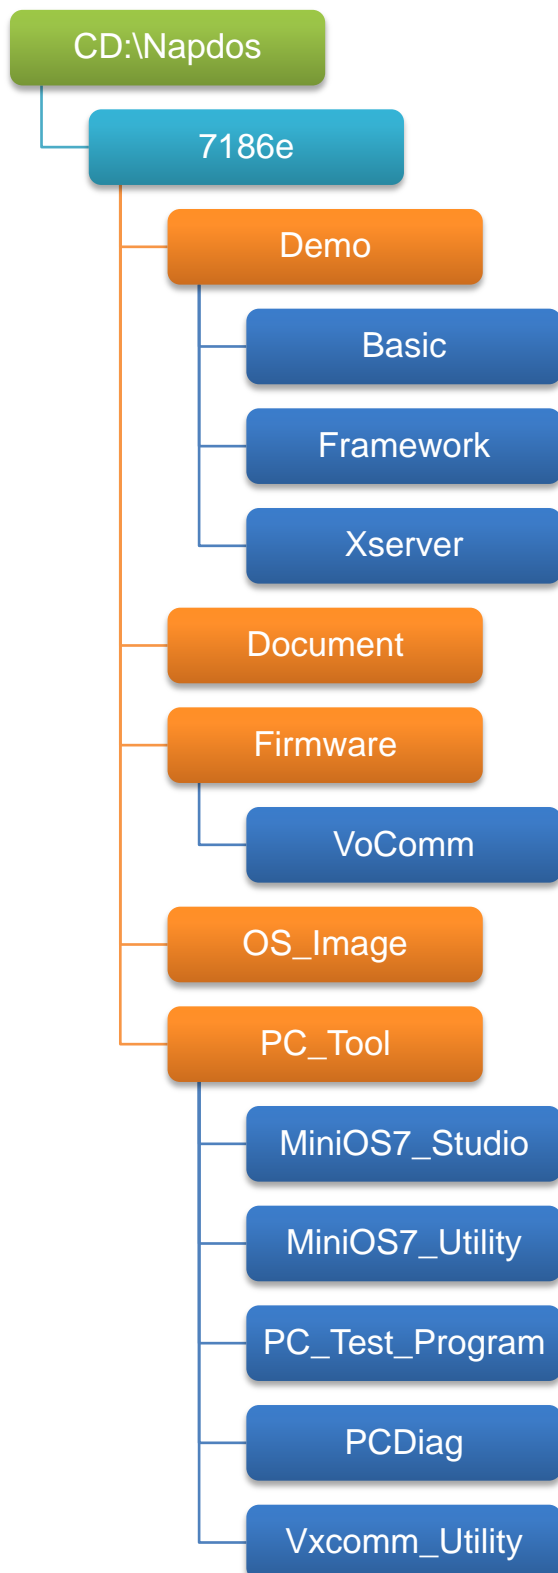 CD:\Napdos
7186e
Demo
Basic
Framework
Xserver
Document
Firmware
VoComm
OS_Image
PC_Tool
MiniOS7_Studio
MiniOS7_Utility
PC_Test_Program
PCDiag
Vxcomm_Utility